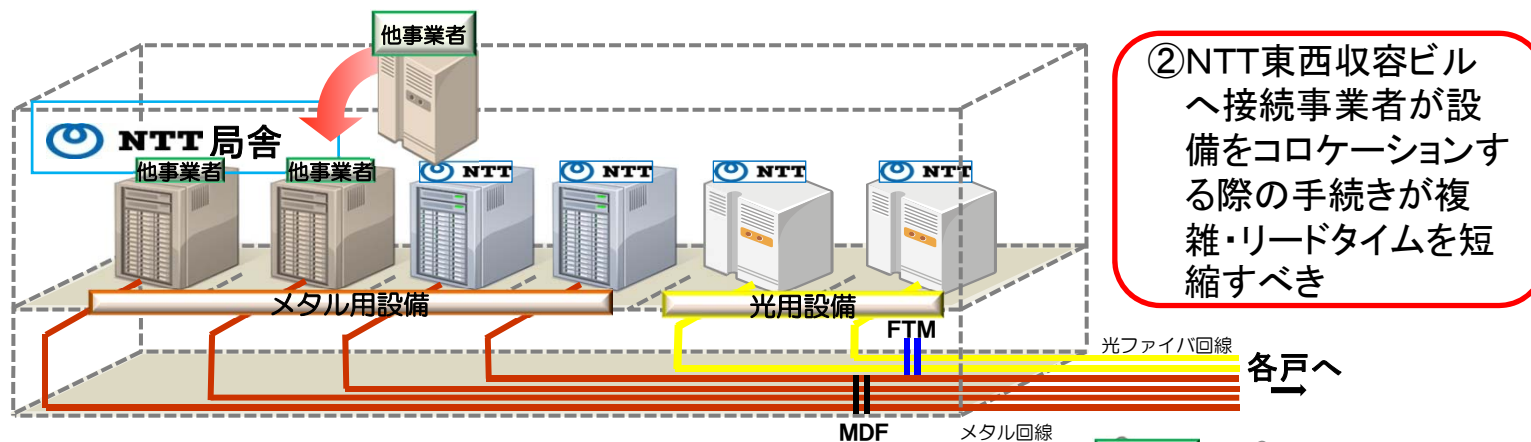 他事業者
②NTT東西収容ビル
へ接続事業者が設
備をコロケーションす
る際の手続きが複
雑・リードタイムを短
縮すべき
NTT 局舎
他事業者
他事業者
NTT
NTT
NTT
NTT
メタル用設備
光用設備
FTM
光ファイバ回線
各戸へ
MDF
メタル回線